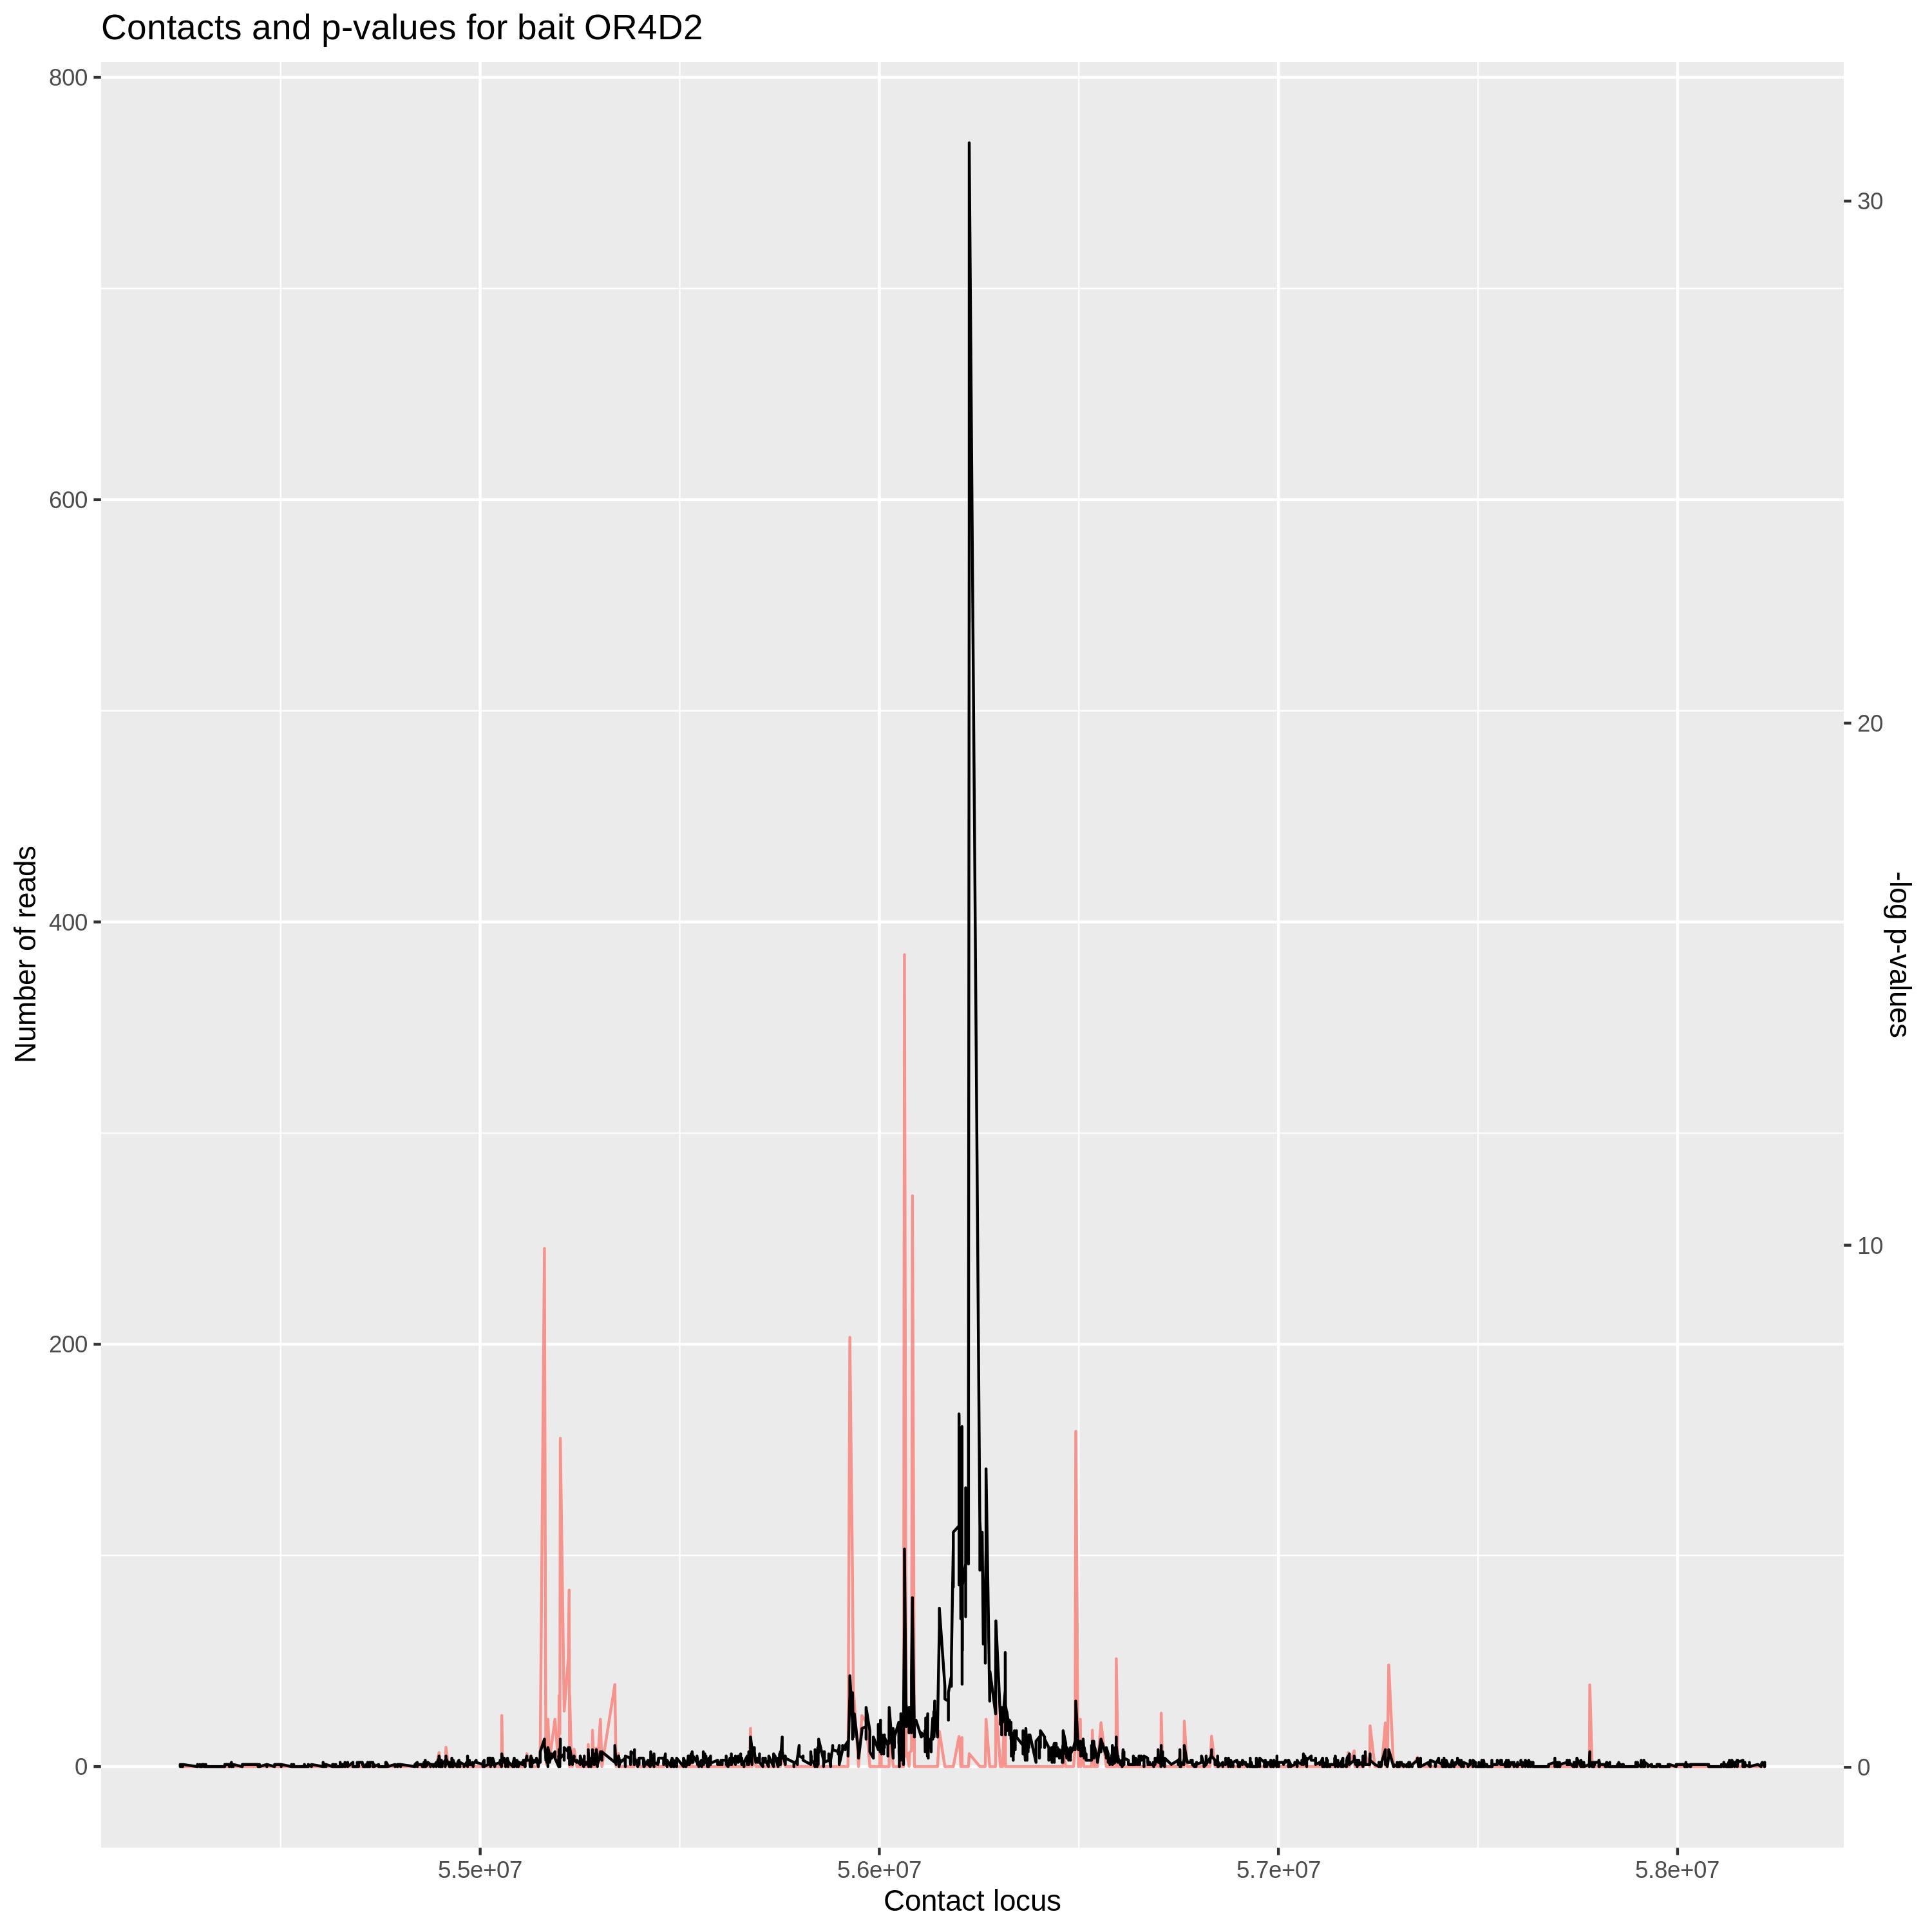 Contacts and p-values for bait OR4D2
800
600
400
200
0
Number of reads
30
20
10
0
-log p-values
5.5e+07 5.6e+07 5.7e+07 5.8e+07
Contact locus